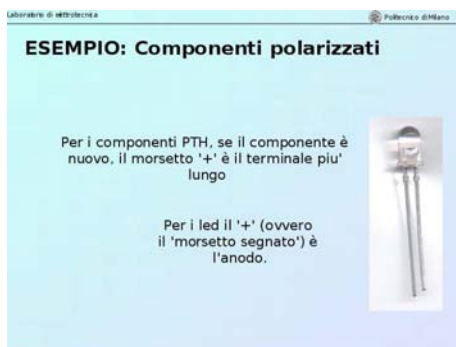 Laboratorio di elettrotecnica
Politecnico di Milano
ESEMPIO: Componenti polarizzati
Per i componenti PTH, se il componente è
nuovo, il morsetto '+' è il terminale piu'
lungo
Per i led il '+' (ovvero
il 'morsetto segnato') è
l'anodo.